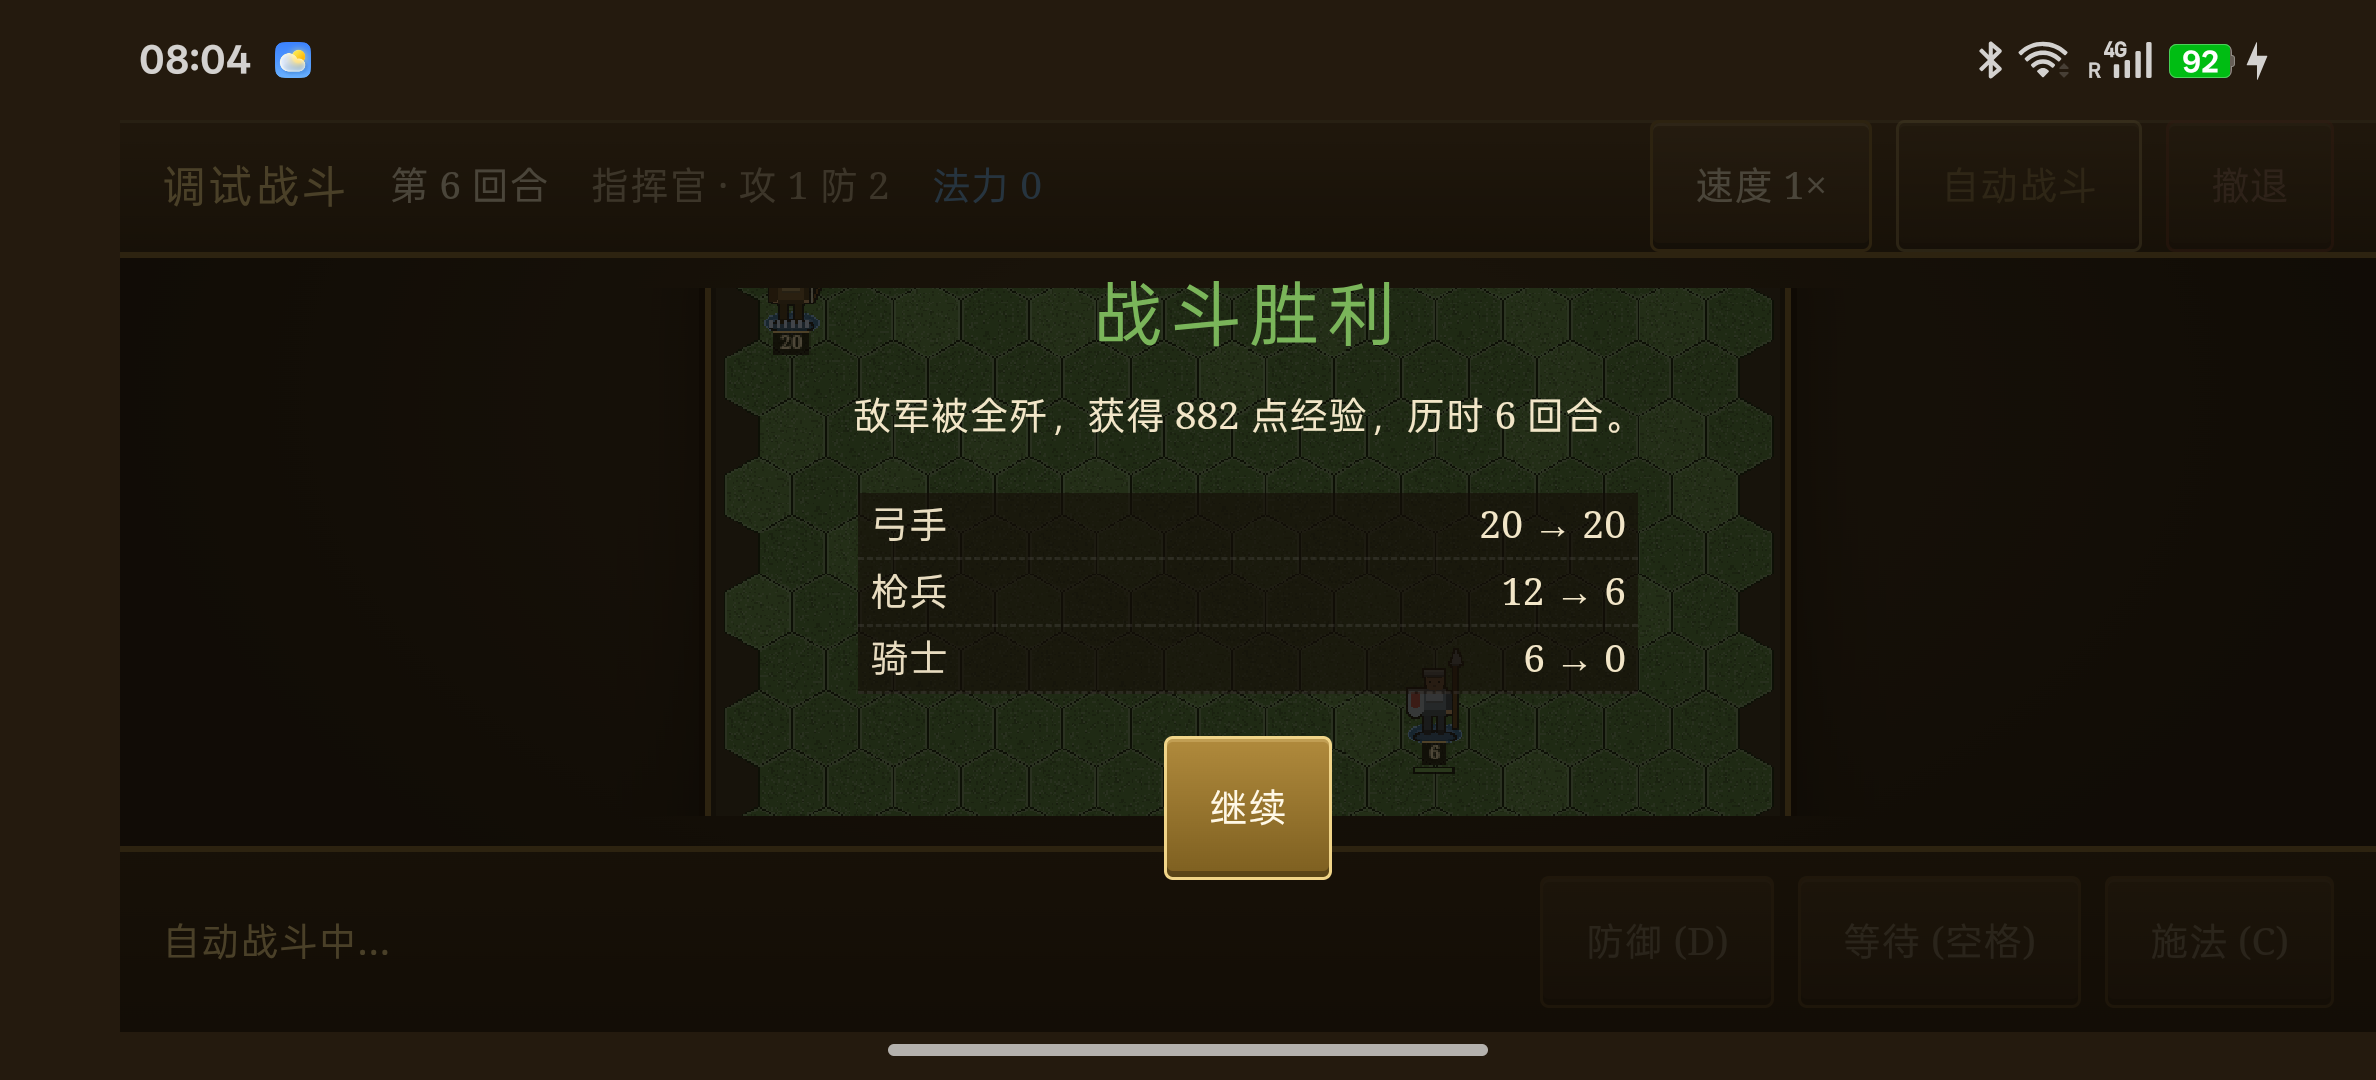 08:04
4G
R
92
调试战斗 第 6 回合 指挥官 · 攻 1 防 2 法力 0 速度 1× 自动战斗 撤退
战斗胜利
20
敌军被全歼，获得 882 点经验，历时 6 回合。
弓手 20 → 20
枪兵 12 → 6
骑士 6 → 0
6
继续
自动战斗中... 防御 (D) 等待 (空格) 施法 (C)